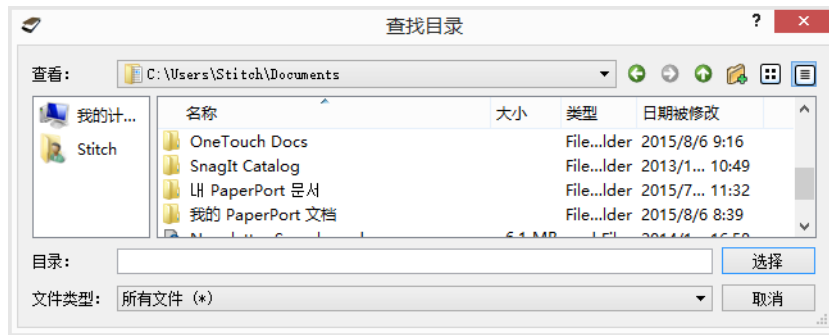 查找目录
?
查看: C:\Users\Stitch\Documents
我的计...
Stitch
名称 大小 类型 日期被修改
OneTouch Docs File...lder 2015/8/6 9:16
SnagIt Catalog File...lder 2013/1... 10:49
내 PaperPort 문서 File...lder 2015/7... 11:32
我的 PaperPort 文档 File...lder 2015/8/6 8:39
目录: 选择
文件类型: 所有文件 (*) 取消